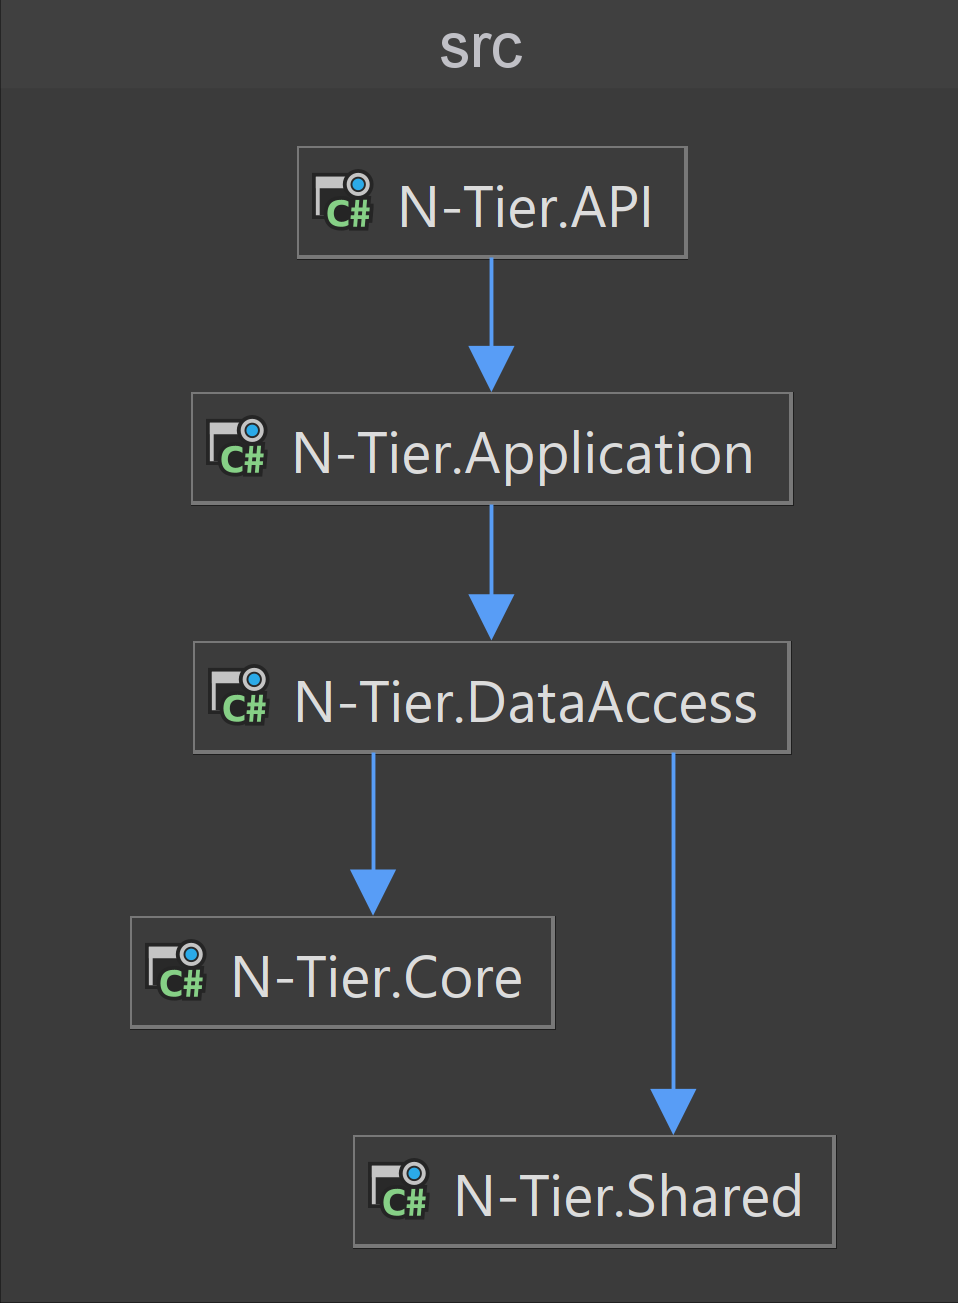 src
C# N-Tier.API
C# N-Tier.Application
C# N-Tier.DataAccess
C# N-Tier.Core
C# N-Tier.Shared